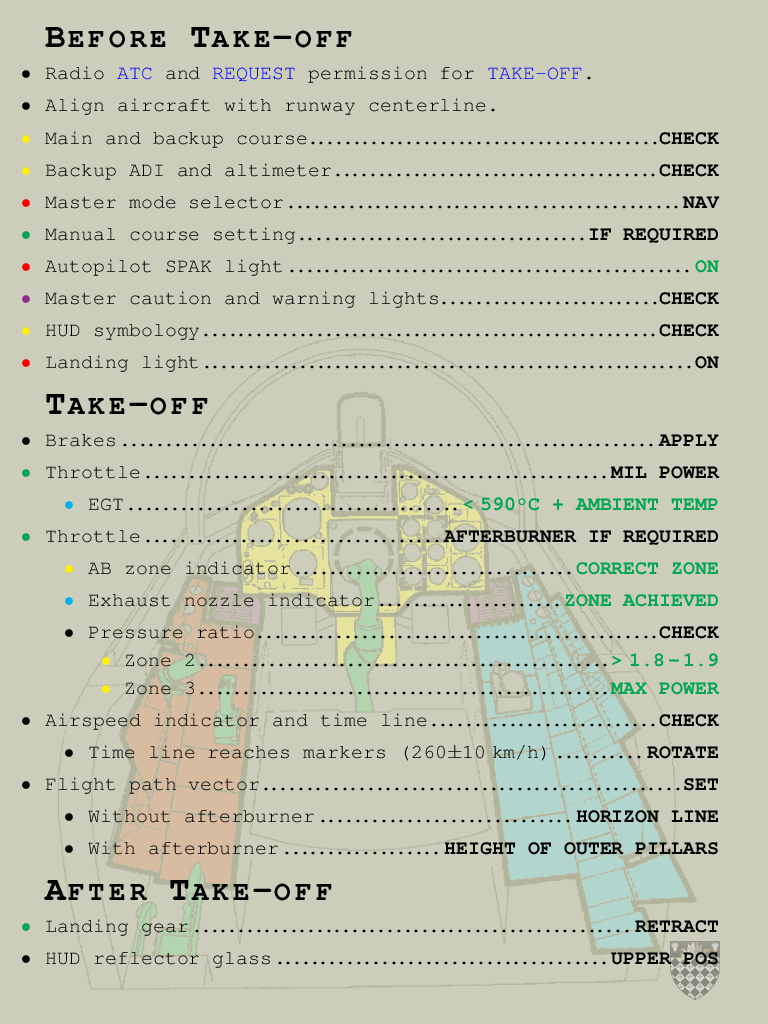 Before Take-off
• Radio ATC and REQUEST permission for TAKE-OFF.
• Align aircraft with runway centerline.
• Main and backup course....................................CHECK
• Backup ADI and altimeter..................................CHECK
• Master mode selector........................................NAV
• Manual course setting..............................IF REQUIRED
• Autopilot SPAK light.........................................ON
• Master caution and warning lights.........................CHECK
• HUD symbology.............................................CHECK
• Landing light................................................ON
Take-off
• Brakes....................................................APPLY
• Throttle..............................................MIL POWER
• EGT...................................< 590°C + AMBIENT TEMP
• Throttle................................AFTERBURNER IF REQUIRED
• AB zone indicator...............................CORRECT ZONE
• Exhaust nozzle indicator.......................ZONE ACHIEVED
• Pressure ratio..........................................CHECK
• Zone 2............................................> 1.8-1.9
• Zone 3............................................MAX POWER
• Airspeed indicator and time line..........................CHECK
• Time line reaches markers (260±10 km/h)................ROTATE
• Flight path vector..........................................SET
• Without afterburner..............................HORIZON LINE
• With afterburner....................HEIGHT OF OUTER PILLARS
After Take-off
• Landing gear............................................RETRACT
• HUD reflector glass...................................UPPER POS